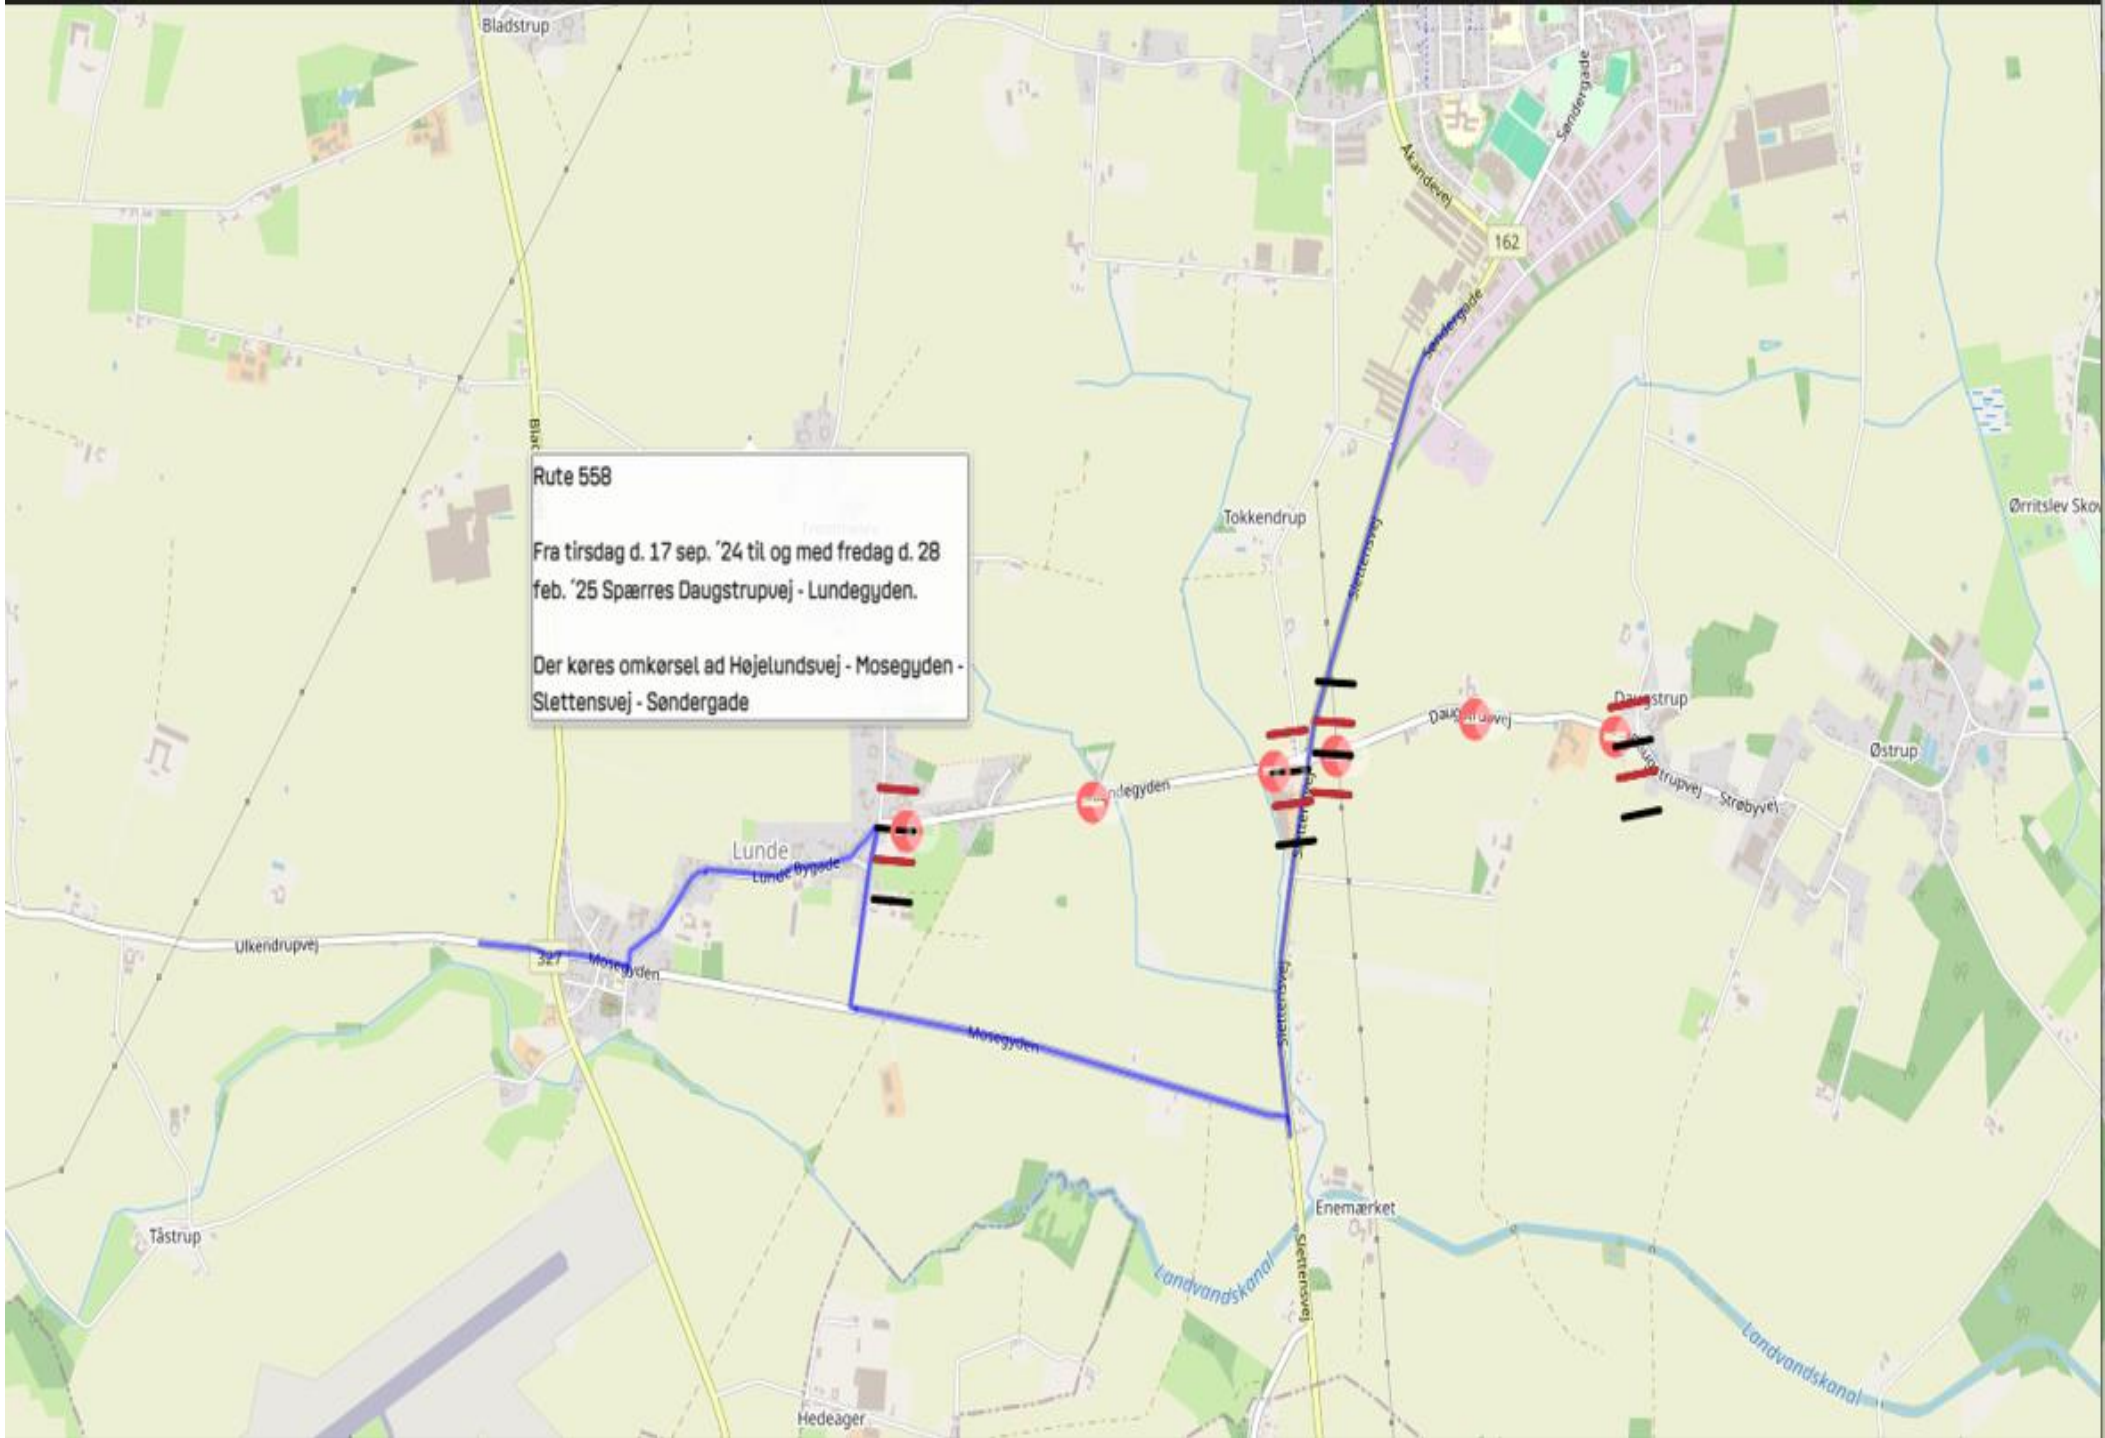 Bladstrup
Søndergade
Åkandevej
162
Søndergade
Rute 558
Fra tirsdag d. 17 sep. ´24 til og med fredag d. 28
feb. ´25 Spærres Daugstrupvej - Lundegyden.
Der køres omkørsel ad Højelundsvej - Mosegyden -
Slettensvej - Søndergade
Tokkendrup
Ørritslev Skov
Slettensvej
Daugstrup
Daugstrupvej
Østrup
Daugstrupvej
Strøbyvej
Lundegyden
Slettensvej
Lunde
Lunde Bygade
Ulkendrupvej
327
Mosegyden
Slettensvej
Mosegyden
Enemærket
Tåstrup
Landvandskanal
Slettensvej
Landvandskanal
Hedeager